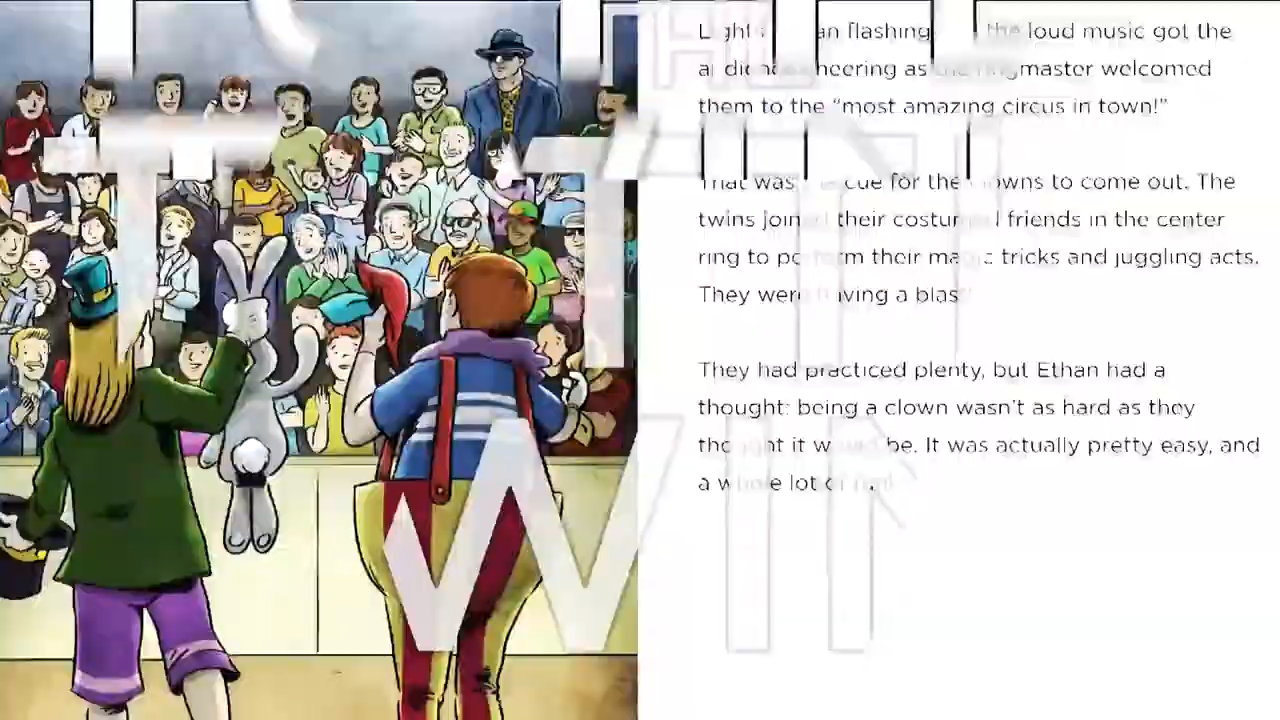 Lights began flashing and the loud music got the
audience cheering as the ringmaster welcomed
them to the “most amazing circus in town!”
That was the cue for the clowns to come out. The
twins joined their costumed friends in the center
ring to perform their magic tricks and juggling acts.
They were having a blast!
They had practiced plenty, but Ethan had a
thought: being a clown wasn’t as hard as they
thought it would be. It was actually pretty easy, and
a whole lot of fun!